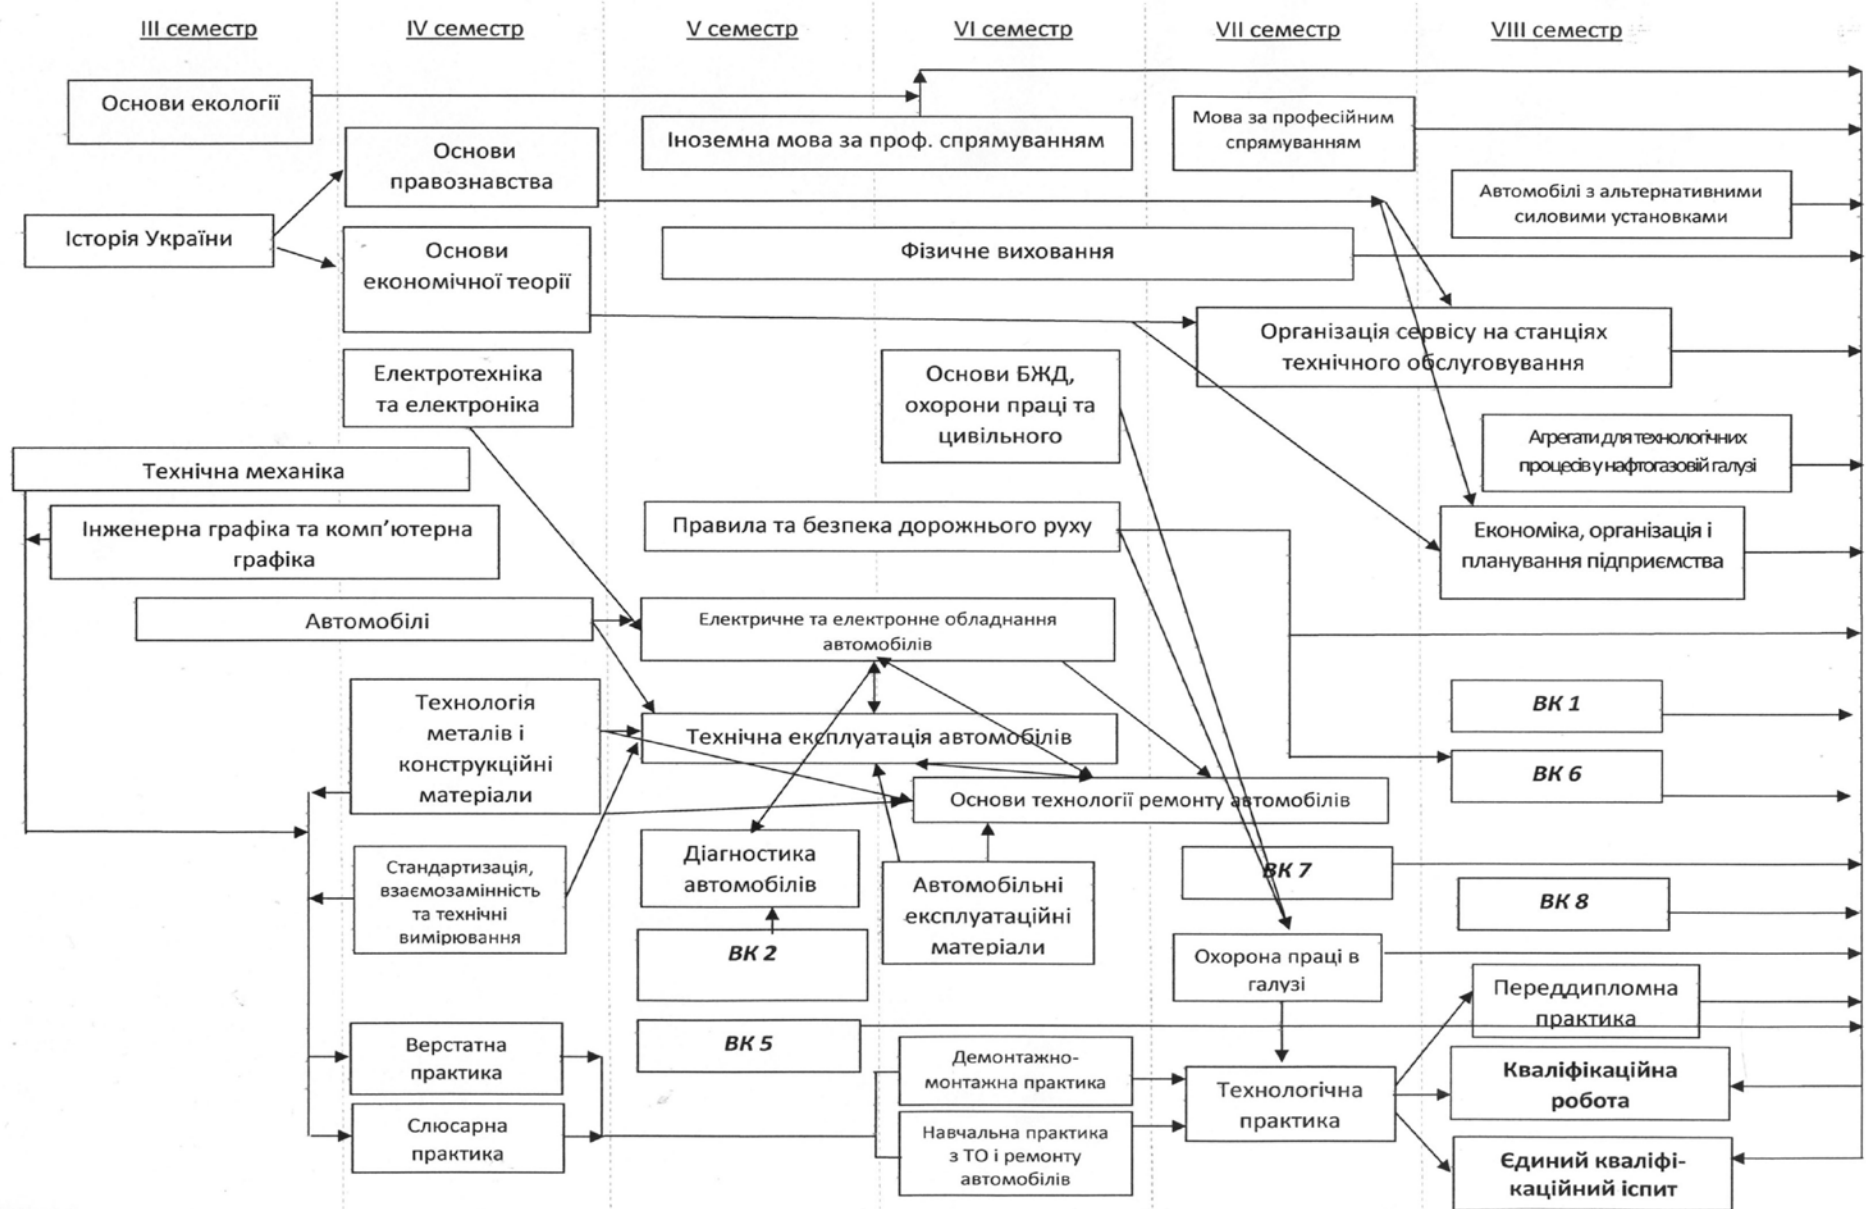 III семестр
IV семестр
V семестр
VI семестр
VII семестр
VIII семестр
Основи екології
Основи
правознавства
Іноземна мова за проф. спрямуванням
Мова за професійним
спрямуванням
Автомобілі з альтернативними
силовими установками
Історія України
Основи
економічної теорії
Фізичне виховання
Організація сервісу на станціях
технічного обслуговування
Електротехніка
та електроніка
Основи БЖД,
охорони праці та
цивільного
Агрегати для технологічних
процесів у нафтогазовій галузі
Технічна механіка
Інженерна графіка та комп’ютерна
графіка
Правила та безпека дорожнього руху
Економіка, організація і
планування підприємства
Автомобілі
Електричне та електронне обладнання
автомобілів
Технологія
металів і
конструкційні
матеріали
Технічна експлуатація автомобілів
ВК 1
ВК 6
Основи технології ремонту автомобілів
Стандартизація,
взаємозамінність
та технічні
вимірювання
Діагностика
автомобілів
Автомобільні
експлуатаційні
матеріали
ВК 7
ВК 8
ВК 2
Охорона праці в
галузі
Переддипломна
практика
Верстатна
практика
ВК 5
Демонтажно-
монтажна практика
Технологічна
практика
Кваліфікаційна
робота
Слюсарна
практика
Навчальна практика
з ТО і ремонту
автомобілів
Єдиний кваліфі-
каційний іспит